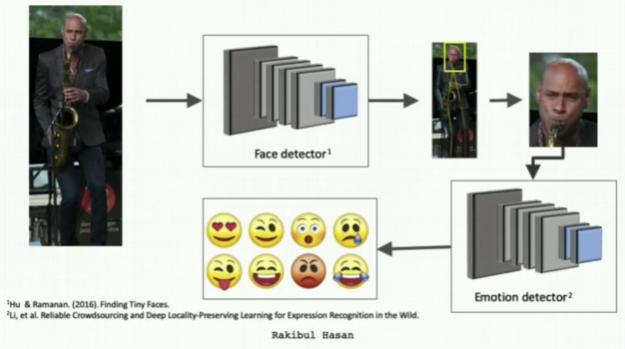 Face detector¹
Emotion detector²
¹Hu & Ramanan. (2016). Finding Tiny Faces.
²Li, et al. Reliable Crowdsourcing and Deep Locality-Preserving Learning for Expression Recognition in the Wild.
Rakibul Hasan